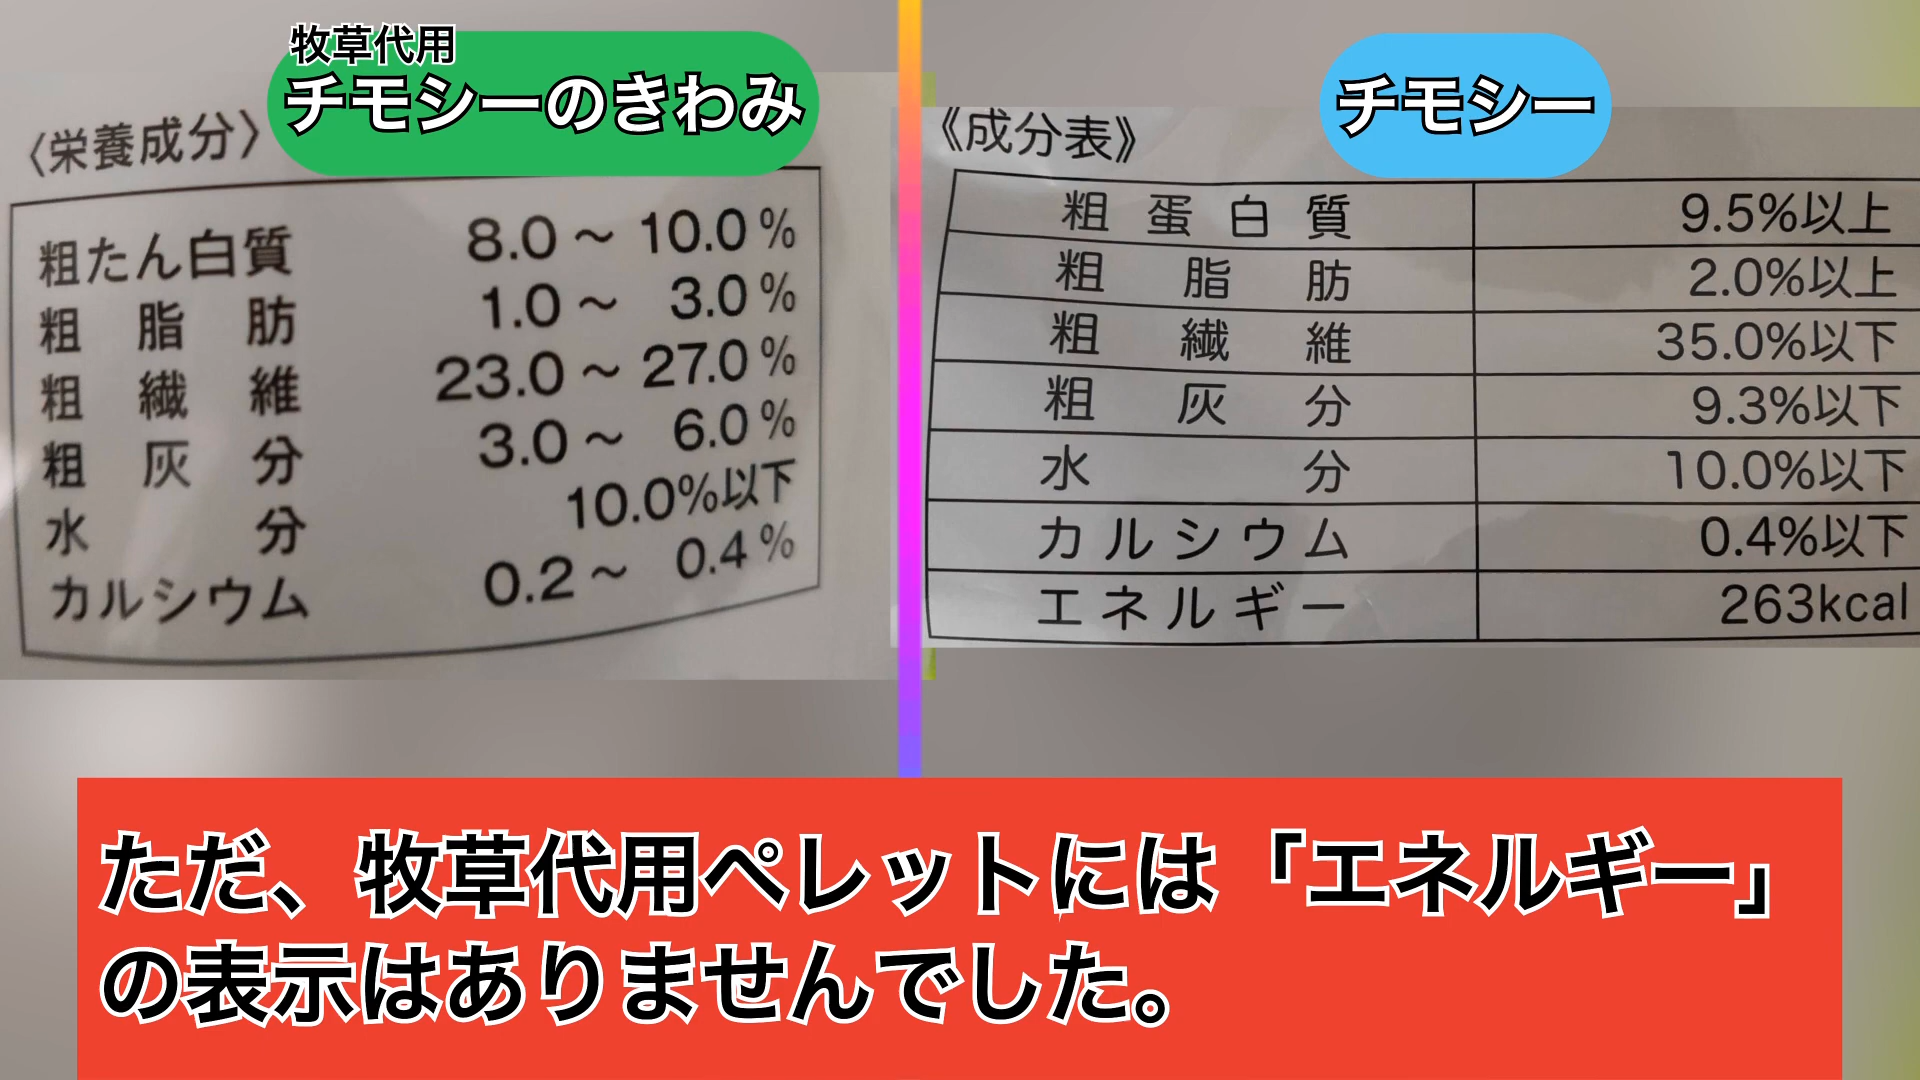 牧草代用
チモシーのきわみ
〈栄養成分〉
粗たん白質 8.0～10.0%
粗脂肪 1.0～3.0%
粗繊維 23.0～27.0%
粗灰分 3.0～6.0%
水分 10.0%以下
カルシウム 0.2～0.4%
チモシー
《成分表》
粗蛋白質 9.5%以上
粗脂肪 2.0%以上
粗繊維 35.0%以下
粗灰分 9.3%以下
水分 10.0%以下
カルシウム 0.4%以下
エネルギー 263kcal
ただ、牧草代用ペレットには「エネルギー」
の表示はありませんでした。